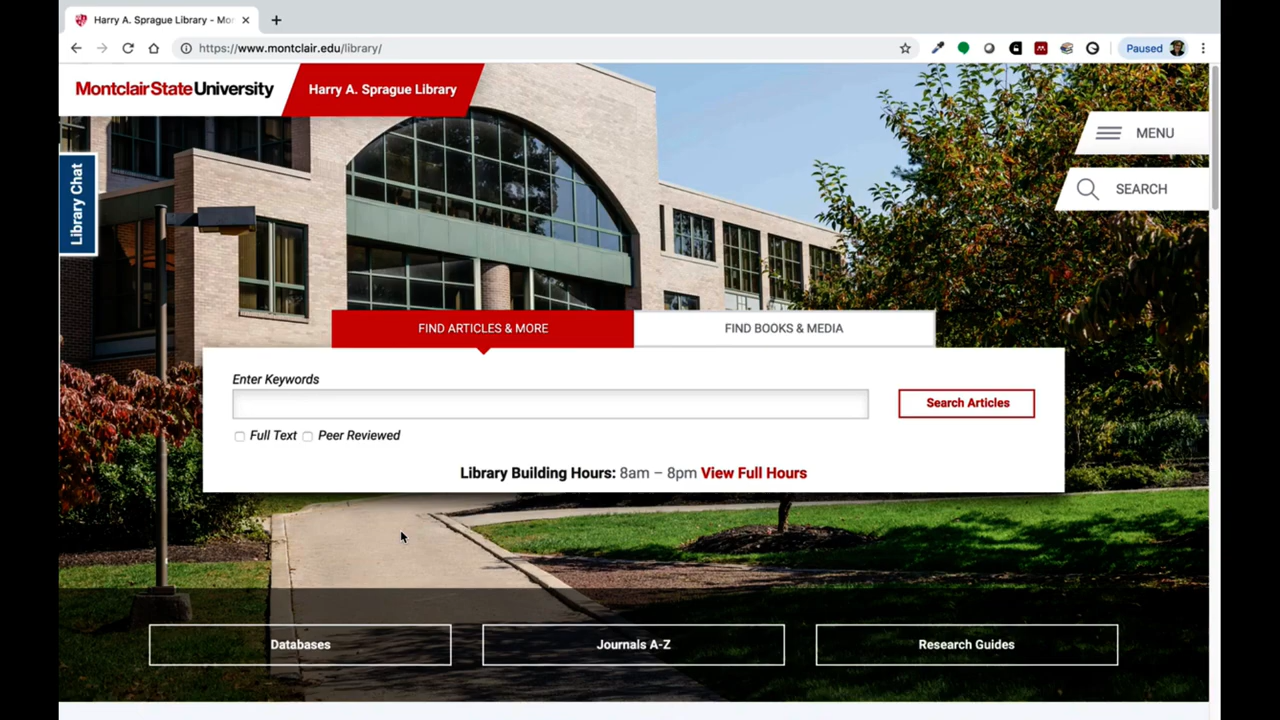 Harry A. Sprague Library - Mo
https://www.montclair.edu/library/
Paused
Montclair State University
Harry A. Sprague Library
MENU
SEARCH
Library Chat
FIND ARTICLES & MORE
FIND BOOKS & MEDIA
Enter Keywords
Search Articles
Full Text
Peer Reviewed
Library Building Hours: 8am – 8pm View Full Hours
Databases
Journals A-Z
Research Guides